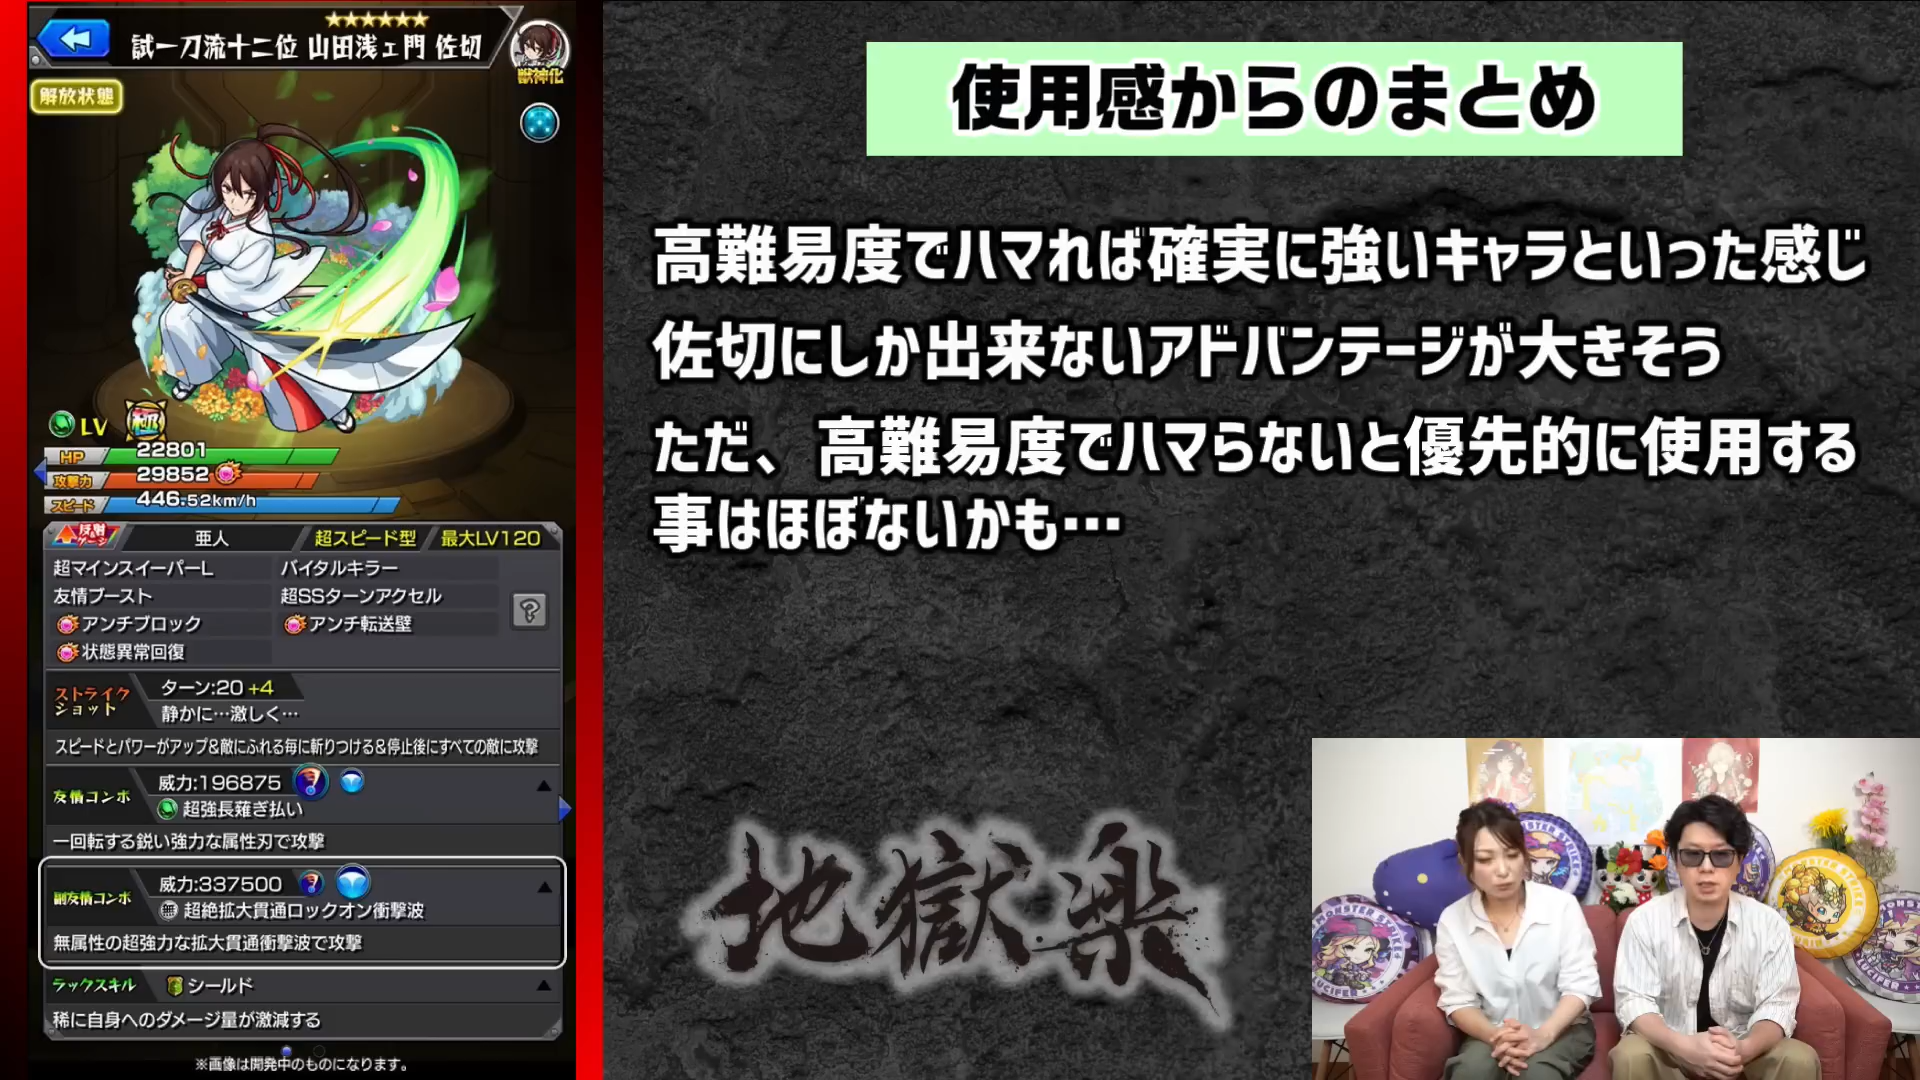 ★★★★★★
試一刀流十二位 山田浅ェ門 佐切
獣神化
解放状態
LV 極
HP 22801
攻撃力 29852
スピード 446.52km/h
反射 亜人 超スピード型 最大LV120
ゲージ
超マインスイーパーL バイタルキラー
友情ブースト 超SSターンアクセル
アンチブロック アンチ転送壁
状態異常回復
?
ストライクショット ターン:20 +4
静かに…激しく…
スピードとパワーがアップ&敵にふれる毎に斬りつける&停止後にすべての敵に攻撃
友情コンボ 威力:196875
超強長薙ぎ払い
一回転する鋭い強力な属性刃で攻撃
副友情コンボ 威力:337500
超絶拡大貫通ロックオン衝撃波
無属性の超強力な拡大貫通衝撃波で攻撃
ラックスキル シールド
稀に自身へのダメージ量が激減する
※画像は開発中のものになります。
使用感からのまとめ
高難易度でハマれば確実に強いキャラといった感じ
佐切にしか出来ないアドバンテージが大きそう
ただ、高難易度でハマらないと優先的に使用する
事はほぼないかも…
地獄楽
MONSTER STRIKE
LUCIFER